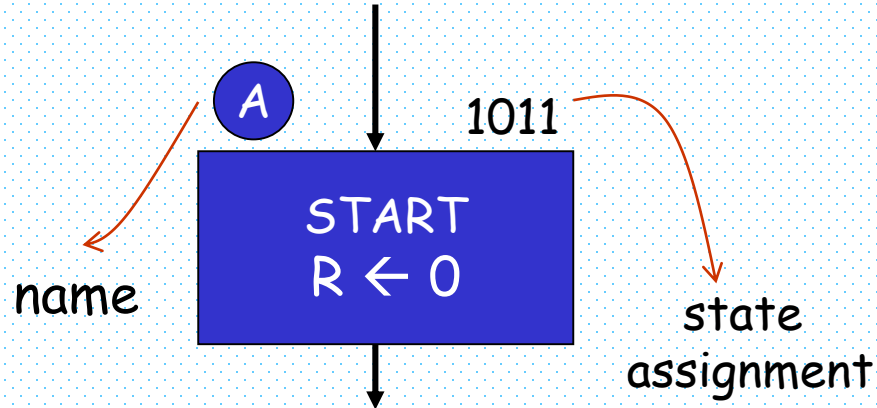 A
1011
START
R ← 0
name
state
assignment